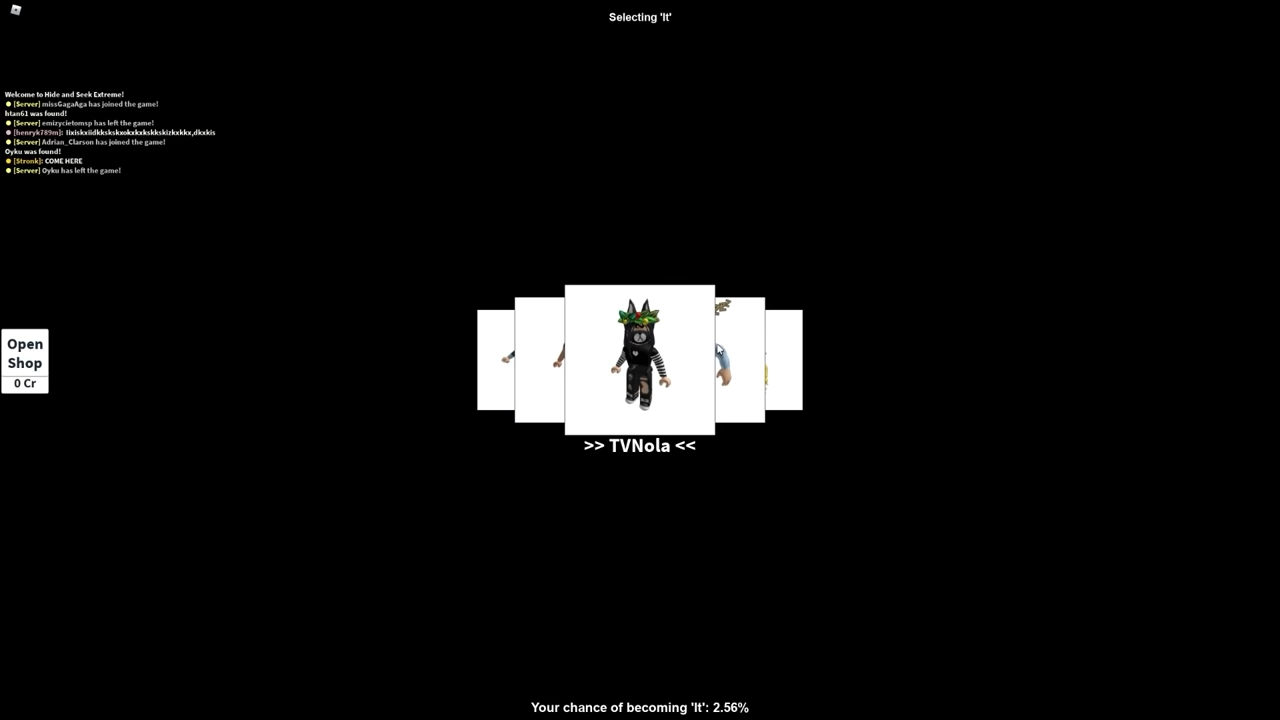 Selecting 'It'
Welcome to Hide and Seek Extreme!
[Server] missGagaAga has joined the game!
htan61 was found!
[Server] emizycietomsp has left the game!
[henryk789m]:
[Server] Adrian_Clarson has joined the game!
Oyku was found!
[Stronk]: COME HERE
[Server] Oyku has left the game!
Open
Shop
0 Cr
>> TVNola <<
Your chance of becoming 'It': 2.56%